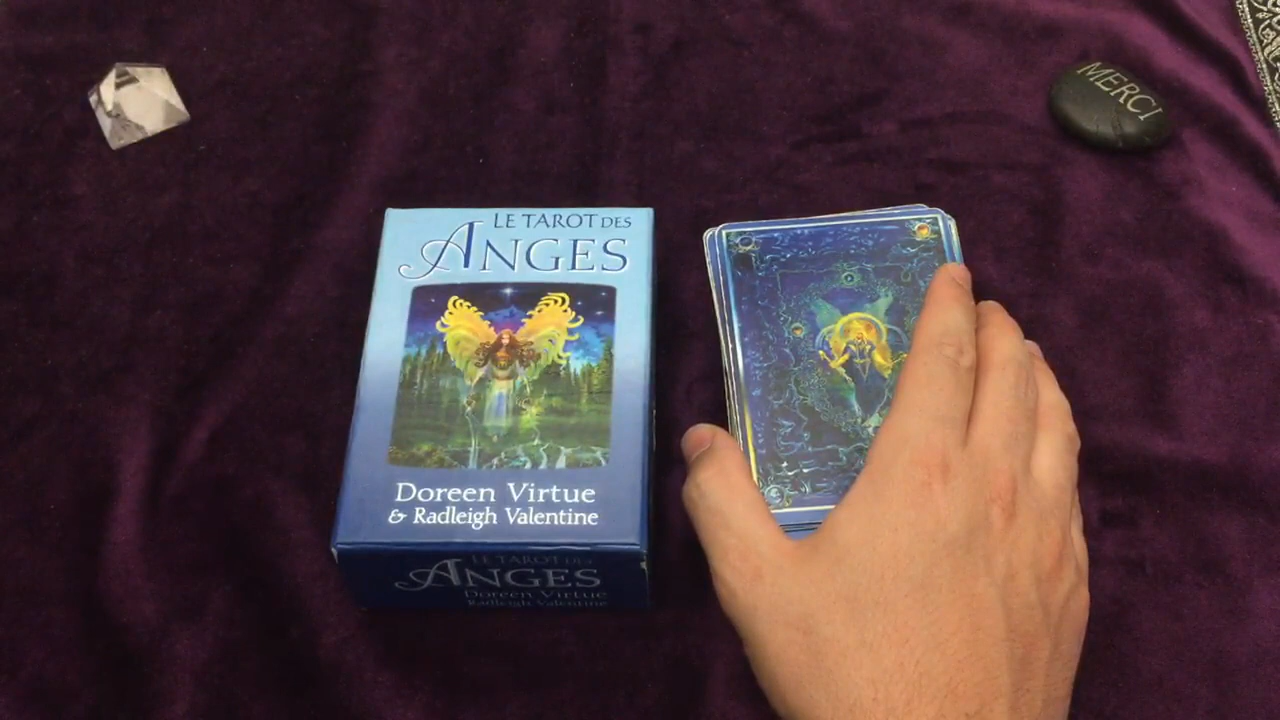 LE TAROT DES
ANGES
Doreen Virtue
& Radleigh Valentine
LE TAROT DES
ANGES
Doreen Virtue
Radleigh Valentine
MERCI